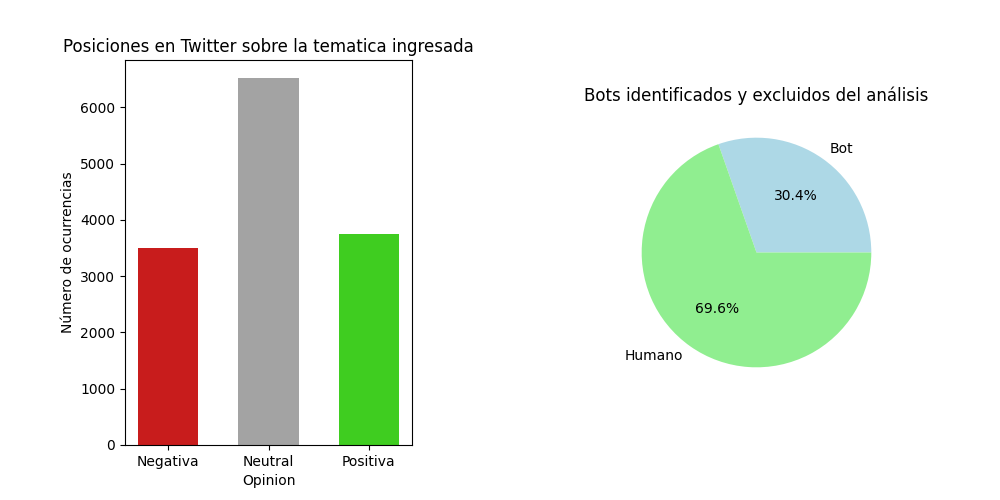 Posiciones en Twitter sobre la tematica ingresada
Número de ocurrencias
6000
5000
4000
3000
2000
1000
0
Negativa
Neutral
Positiva
Opinion
Bots identificados y excluidos del análisis
Bot
30.4%
69.6%
Humano